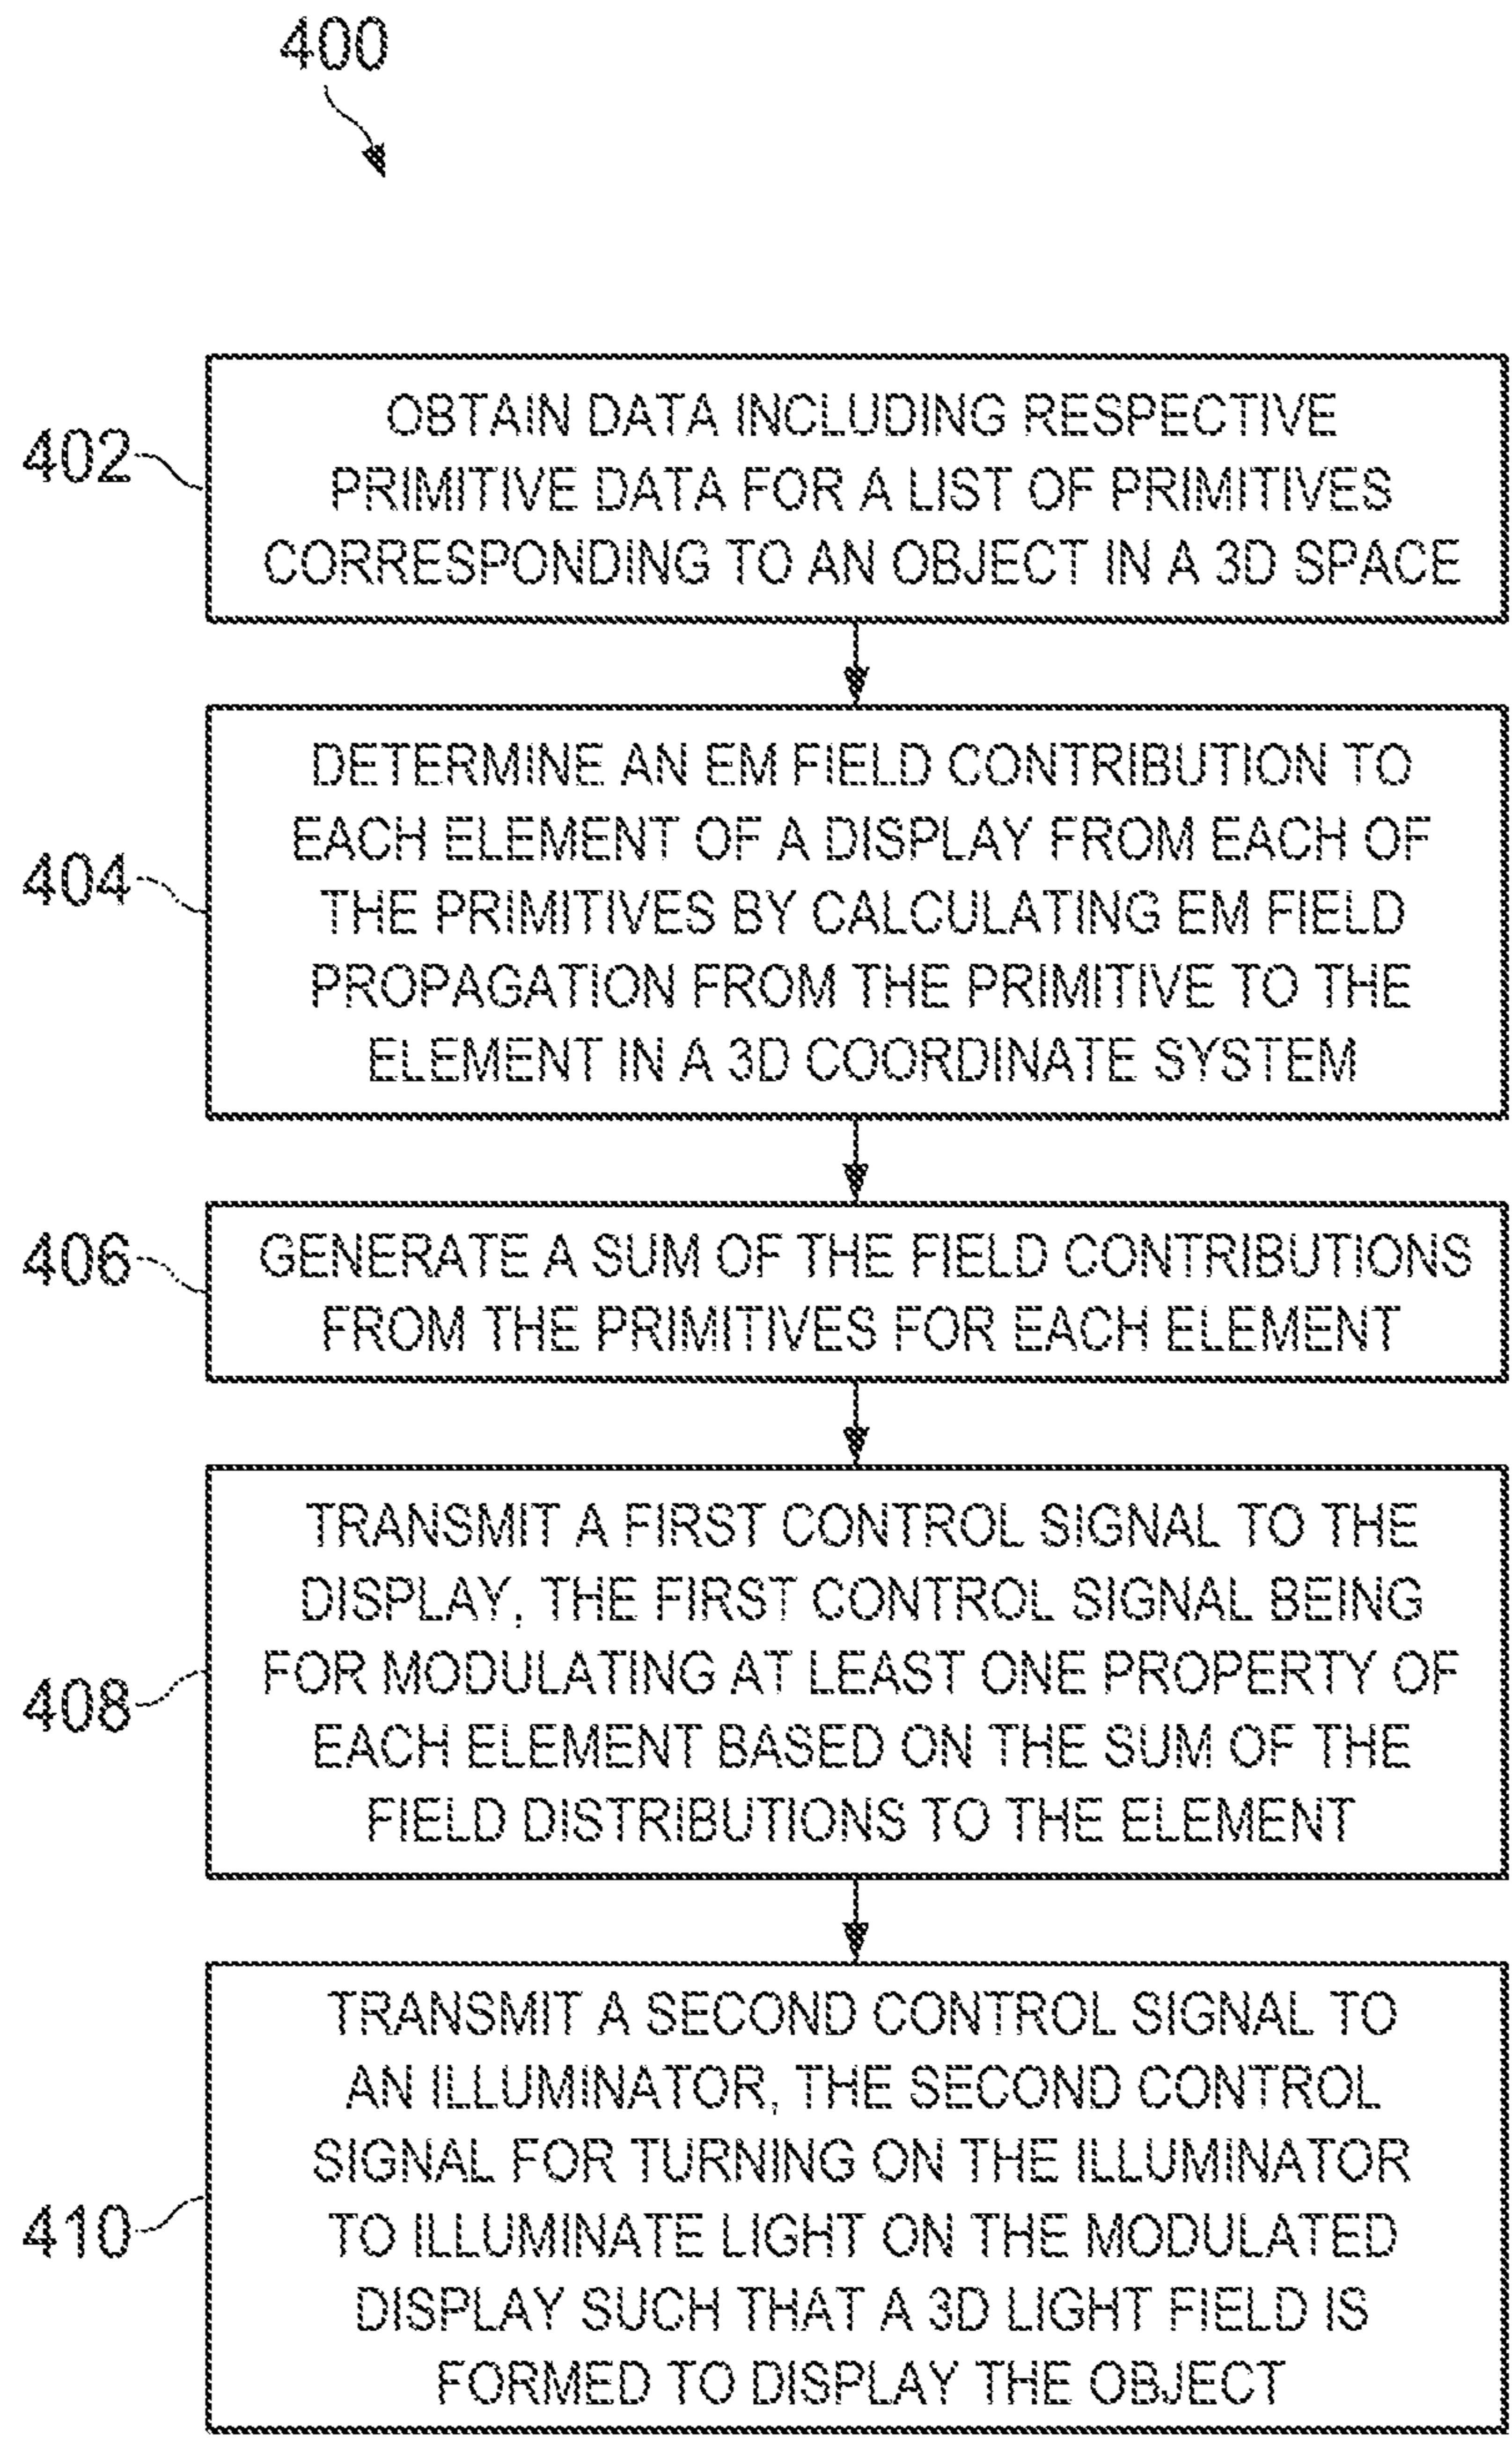 400
402
OBTAIN DATA INCLUDING RESPECTIVE
PRIMITIVE DATA FOR A LIST OF PRIMITIVES
CORRESPONDING TO AN OBJECT IN A 3D SPACE
404
DETERMINE AN EM FIELD CONTRIBUTION TO
EACH ELEMENT OF A DISPLAY FROM EACH OF
THE PRIMITIVES BY CALCULATING EM FIELD
PROPAGATION FROM THE PRIMITIVE TO THE
ELEMENT IN A 3D COORDINATE SYSTEM
406
GENERATE A SUM OF THE FIELD CONTRIBUTIONS
FROM THE PRIMITIVES FOR EACH ELEMENT
408
TRANSMIT A FIRST CONTROL SIGNAL TO THE
DISPLAY, THE FIRST CONTROL SIGNAL BEING
FOR MODULATING AT LEAST ONE PROPERTY OF
EACH ELEMENT BASED ON THE SUM OF THE
FIELD DISTRIBUTIONS TO THE ELEMENT
410
TRANSMIT A SECOND CONTROL SIGNAL TO
AN ILLUMINATOR, THE SECOND CONTROL
SIGNAL FOR TURNING ON THE ILLUMINATOR
TO ILLUMINATE LIGHT ON THE MODULATED
DISPLAY SUCH THAT A 3D LIGHT FIELD IS
FORMED TO DISPLAY THE OBJECT